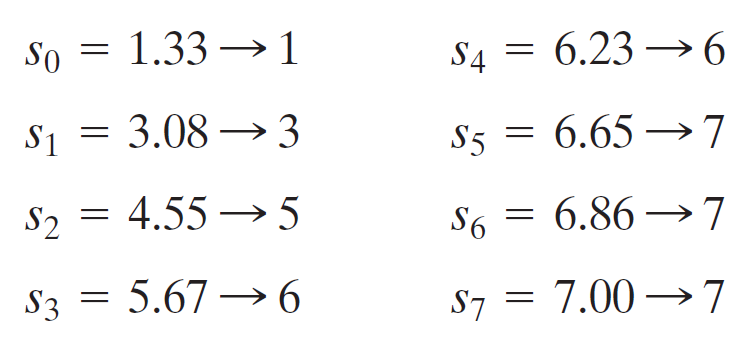 s₀ = 1.33 → 1
s₁ = 3.08 → 3
s₂ = 4.55 → 5
s₃ = 5.67 → 6
s₄ = 6.23 → 6
s₅ = 6.65 → 7
s₆ = 6.86 → 7
s₇ = 7.00 → 7